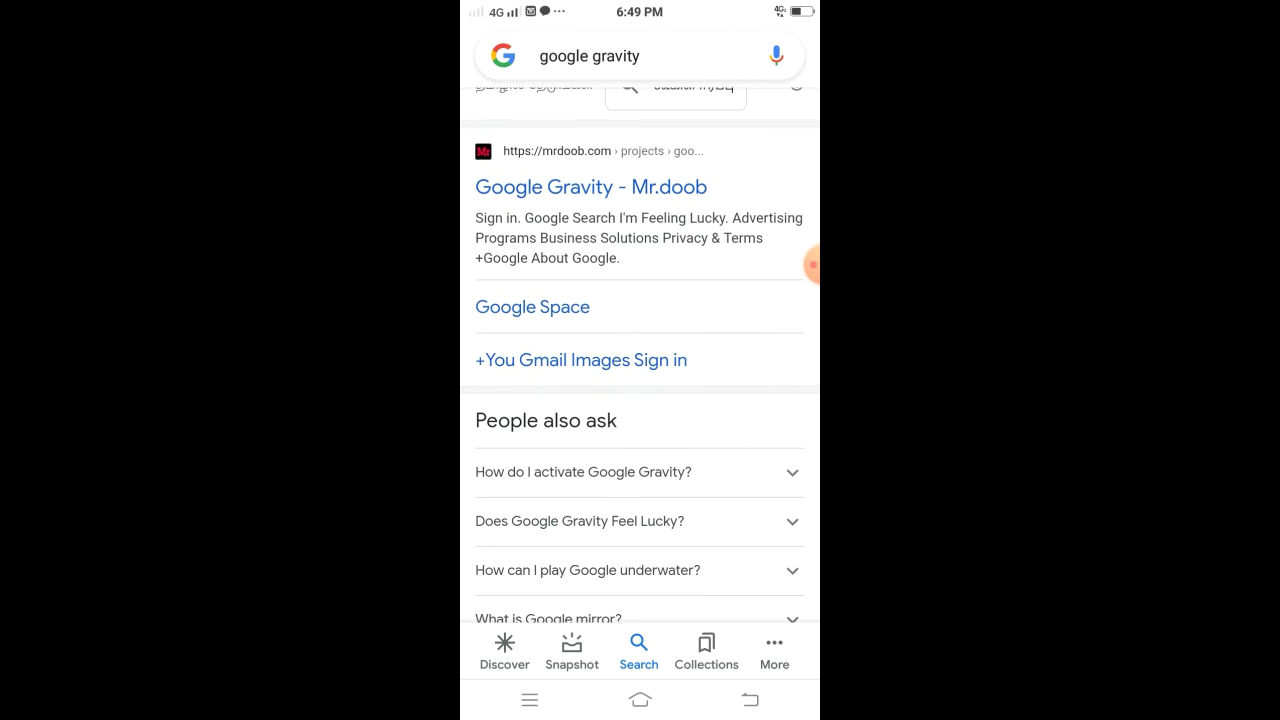 4G
6:49 PM
4G
google gravity
Mr
https://mrdoob.com › projects › goo...
Google Gravity - Mr.doob
Sign in. Google Search I'm Feeling Lucky. Advertising
Programs Business Solutions Privacy & Terms
+Google About Google.
Google Space
+You Gmail Images Sign in
People also ask
How do I activate Google Gravity?
Does Google Gravity Feel Lucky?
How can I play Google underwater?
What is Google mirror?
Discover Snapshot Search Collections More